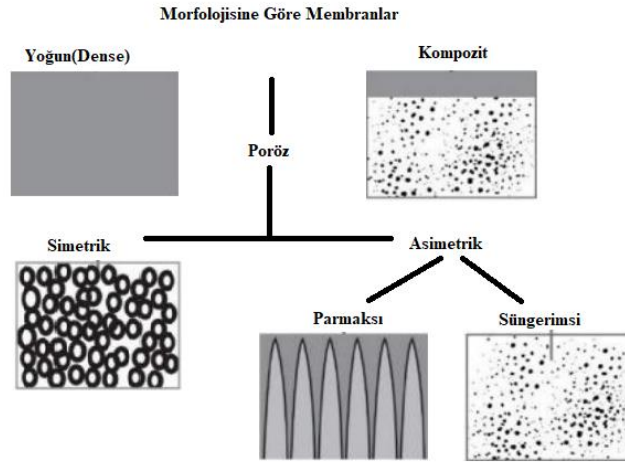 Morfolojisine Göre Membranlar
Yoğun(Dense)
Kompozit
Poröz
Simetrik
Asimetrik
Parmaksı
Süngerimsi